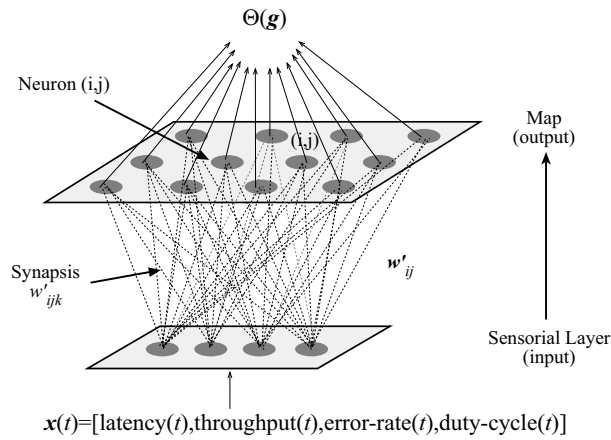 Θ(g)
Neuron (i,j)
(i,j)
Map
(output)
Synapsis
w'ijk
w'ij
Sensorial Layer
(input)
x(t)=[latency(t),throughput(t),error-rate(t),duty-cycle(t)]